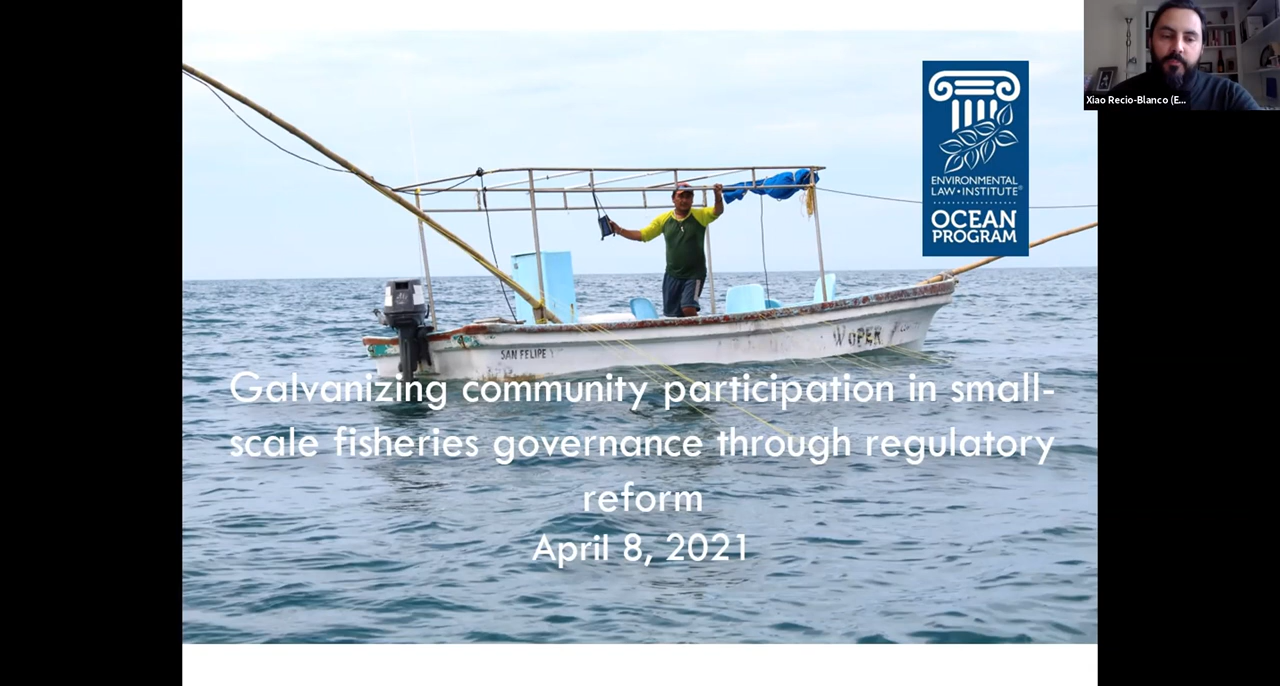 Xiao Recio-Blanco (E...
ENVIRONMENTAL
LAW•INSTITUTE®
OCEAN
PROGRAM
SAN FELIPE
WOPER
Galvanizing community participation in small-
scale fisheries governance through regulatory
reform
April 8, 2021